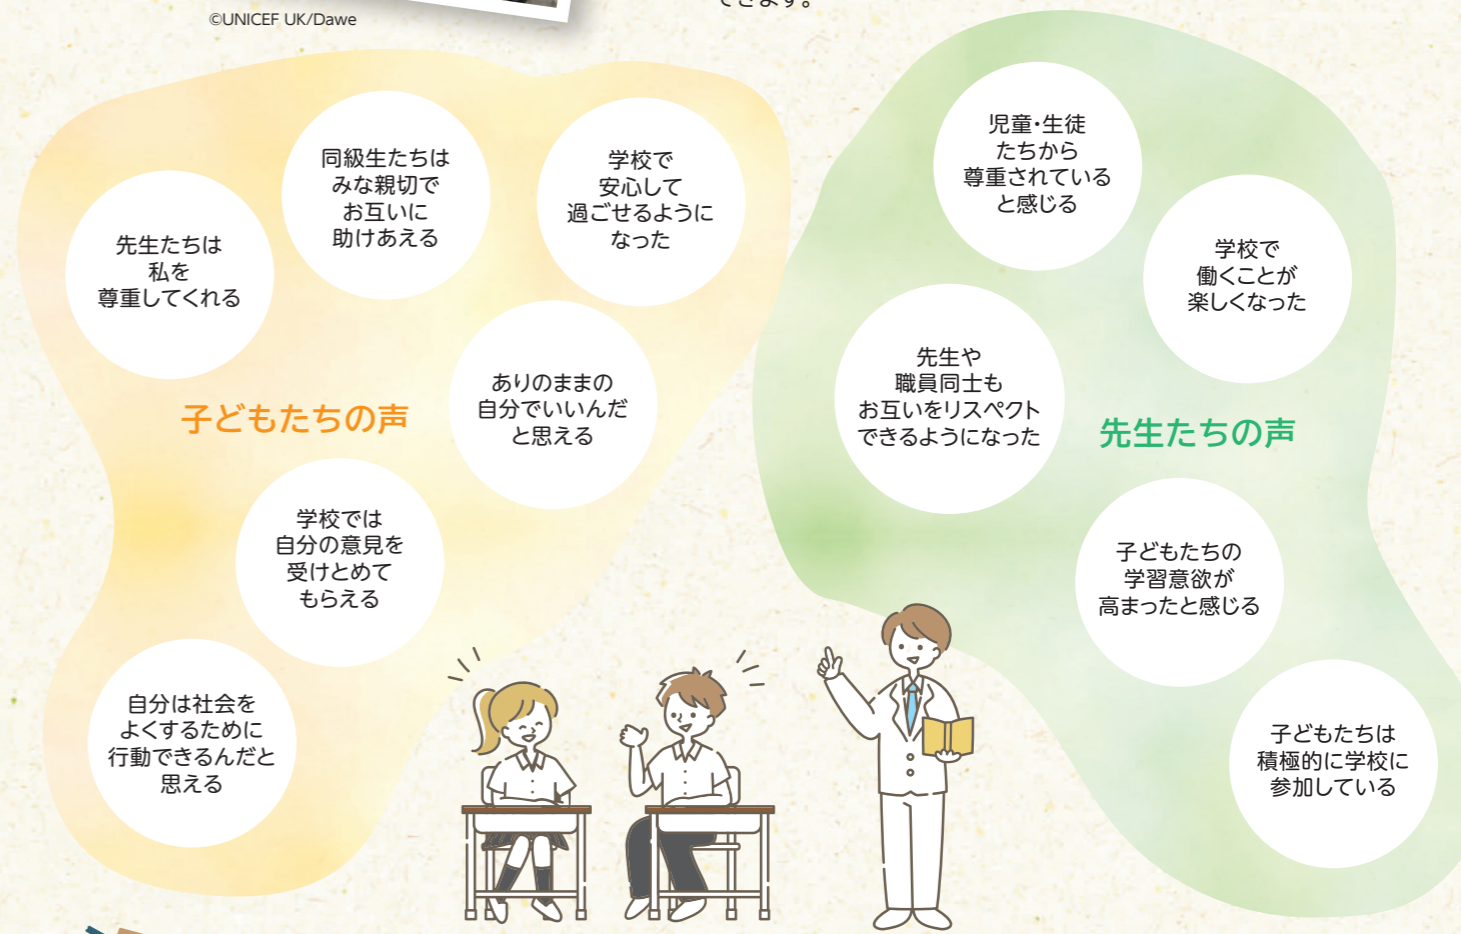 ©UNICEF UK/Dawe
できます。
同級生たちは
みな親切で
お互いに
助けあえる
学校で
安心して
過ごせるように
なった
先生たちは
私を
尊重してくれる
ありのままの
自分でいいんだ
と思える
子どもたちの声
学校では
自分の意見を
受けとめて
もらえる
自分は社会を
よくするために
行動できるんだと
思える
児童・生徒
たちから
尊重されている
と感じる
学校で
働くことが
楽しくなった
先生や
職員同士も
お互いをリスペクト
できるようになった
先生たちの声
子どもたちの
学習意欲が
高まったと感じる
子どもたちは
積極的に学校に
参加している